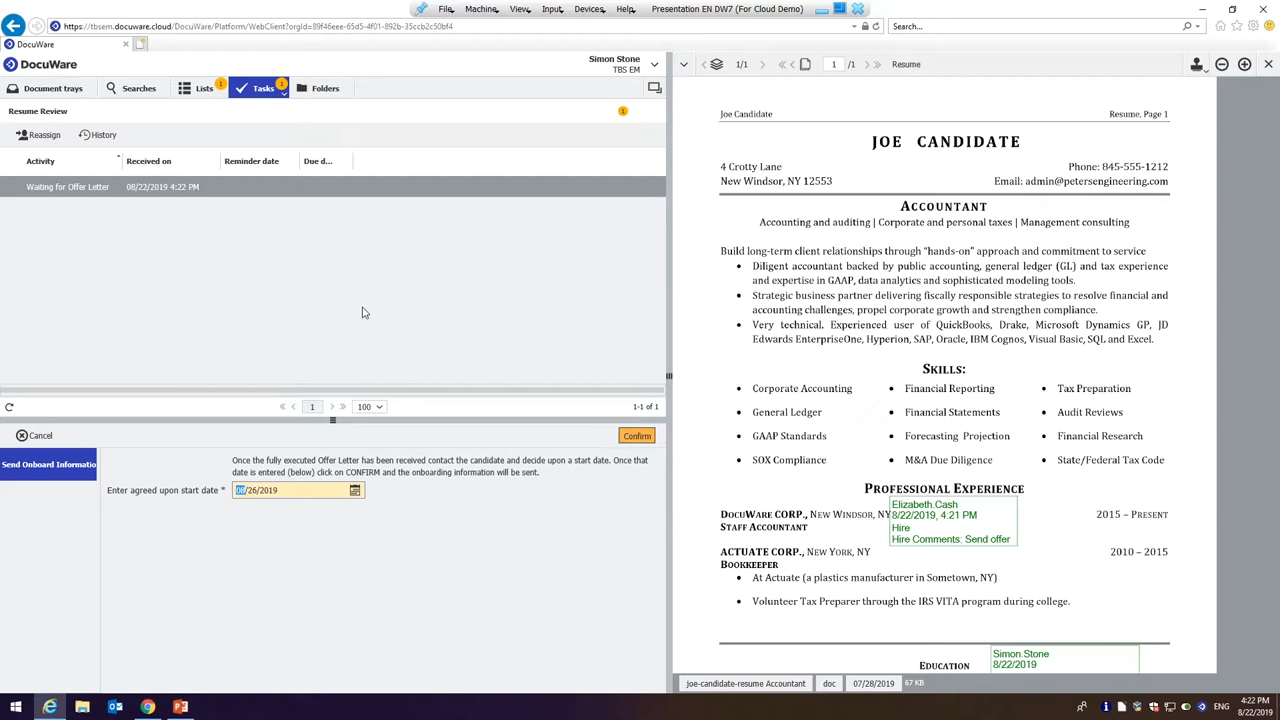 File Machine View Input Devices Help Presentation EN DW7 (For Cloud Demo)
https://tbsem.docuware.cloud/DocuWare/Platform/WebClient?orgId=89f46eee-65d5-4f01-892b-35ccb2c50bf4
Search...
DocuWare
DocuWare
Simon Stone
TBS EM
Document trays Searches Lists 1 Tasks 1 Folders
Resume Review
1
Reassign History
Activity Received on Reminder date Due d...
Waiting for Offer Letter 08/22/2019 4:22 PM
1 100 1-1 of 1
Cancel Confirm
Send Onboard Informatio
Once the fully executed Offer Letter has been received contact the candidate and decide upon a start date. Once that
date is entered (below) click on CONFIRM and the onboarding information will be sent.
Enter agreed upon start date * 08/26/2019
1/1 1 /1 Resume
Joe Candidate Resume, Page 1
JOE CANDIDATE
4 Crotty Lane Phone: 845-555-1212
New Windsor, NY 12553 Email: admin@petersengineering.com
ACCOUNTANT
Accounting and auditing | Corporate and personal taxes | Management consulting
Build long-term client relationships through “hands-on” approach and commitment to service
• Diligent accountant backed by public accounting, general ledger (GL) and tax experience
and expertise in GAAP, data analytics and sophisticated modeling tools.
• Strategic business partner delivering fiscally responsible strategies to resolve financial and
accounting challenges, propel corporate growth and strengthen compliance.
• Very technical. Experienced user of QuickBooks, Drake, Microsoft Dynamics GP, JD
Edwards EnterpriseOne, Hyperion, SAP, Oracle, IBM Cognos, Visual Basic, SQL and Excel.
SKILLS:
• Corporate Accounting • Financial Reporting • Tax Preparation
• General Ledger • Financial Statements • Audit Reviews
• GAAP Standards • Forecasting Projection • Financial Research
• SOX Compliance • M&A Due Diligence • State/Federal Tax Code
PROFESSIONAL EXPERIENCE
Elizabeth.Cash
8/22/2019, 4:21 PM
Hire
Hire Comments: Send offer
DOCUWARE CORP., NEW WINDSOR, NY 2015 – PRESENT
STAFF ACCOUNTANT
ACTUATE CORP., NEW YORK, NY 2010 – 2015
BOOKKEEPER
• At Actuate (a plastics manufacturer in Sometown, NY)
• Volunteer Tax Preparer through the IRS VITA program during college.
Simon.Stone
8/22/2019
EDUCATION
joe-candidate-resume Accountant doc 07/28/2019 67 KB
ENG
4:22 PM
8/22/2019